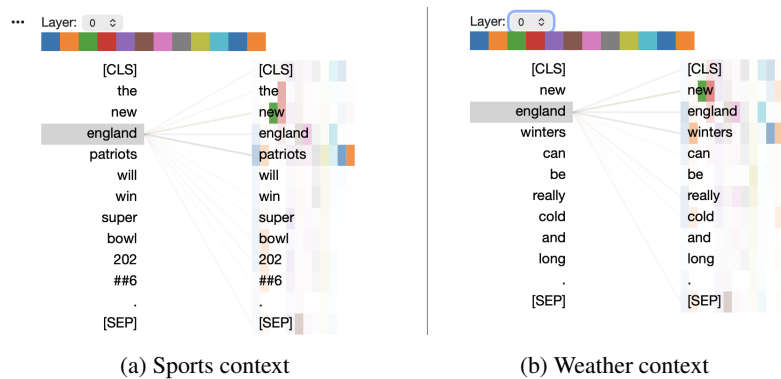 ••• Layer: 0
[CLS] [CLS]
the the
new new
england england
patriots patriots
will will
win win
super super
bowl bowl
202 202
##6 ##6
. .
[SEP] [SEP]
(a) Sports context
Layer: 0
[CLS] [CLS]
new new
england england
winters winters
can can
be be
really really
cold cold
and and
long long
. .
[SEP] [SEP]
(b) Weather context